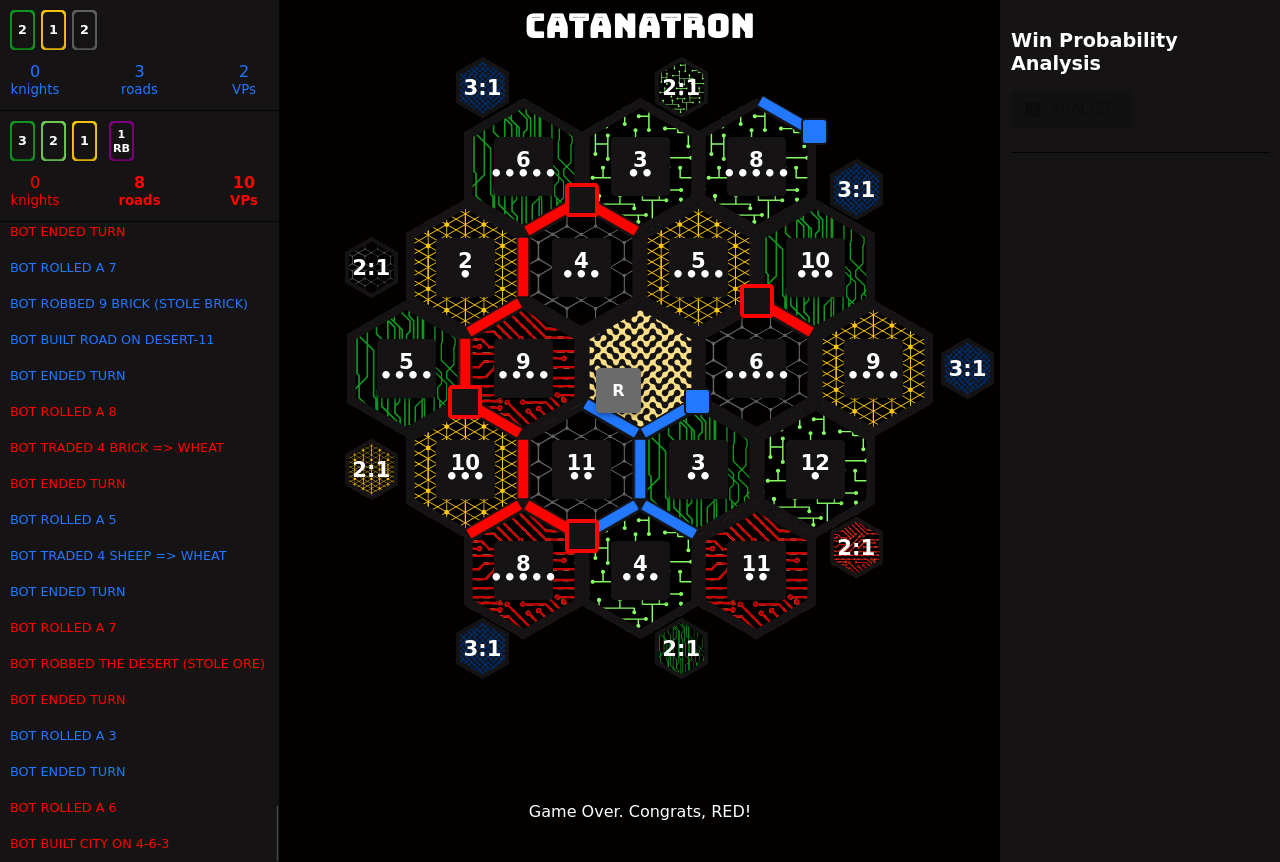 2 1 2
0 3 2
knights roads VPs
3 2 1 1 RB
0 8 10
knights roads VPs
BOT ENDED TURN
BOT ROLLED A 7
BOT ROBBED 9 BRICK (STOLE BRICK)
BOT BUILT ROAD ON DESERT-11
BOT ENDED TURN
BOT ROLLED A 8
BOT TRADED 4 BRICK => WHEAT
BOT ENDED TURN
BOT ROLLED A 5
BOT TRADED 4 SHEEP => WHEAT
BOT ENDED TURN
BOT ROLLED A 7
BOT ROBBED THE DESERT (STOLE ORE)
BOT ENDED TURN
BOT ROLLED A 3
BOT ENDED TURN
BOT ROLLED A 6
BOT BUILT CITY ON 4-6-3
CATANATRON
3:1 2:1
6 3 8
3:1
2:1 2 4 5 10
5 9 6 9 3:1
R
2:1 10 11 3 12
2:1
8 4 11
3:1 2:1
Game Over. Congrats, RED!
Win Probability
Analysis
ANALYZE